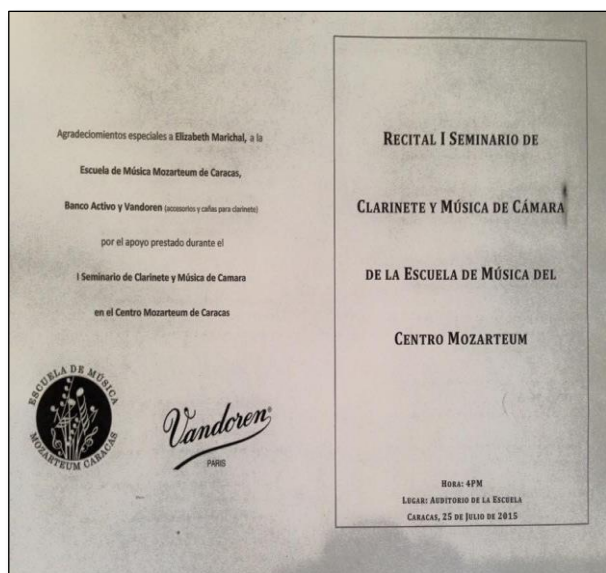 Agradeciomientos especiales a Elizabeth Marichal, a la
Escuela de Música Mozarteum de Caracas,
Banco Activo y Vandoren (accesorios y cañas para clarinete)
por el apoyo prestado durante el
I Seminario de Clarinete y Música de Camara
en el Centro Mozarteum de Caracas
ESCUELA DE MÚSICA
MOZARTEUM CARACAS
Vandoren®
PARIS
RECITAL I SEMINARIO DE
CLARINETE Y MÚSICA DE CÁMARA
DE LA ESCUELA DE MÚSICA DEL
CENTRO MOZARTEUM
HORA: 4PM
LUGAR: AUDITORIO DE LA ESCUELA
CARACAS, 25 DE JULIO DE 2015